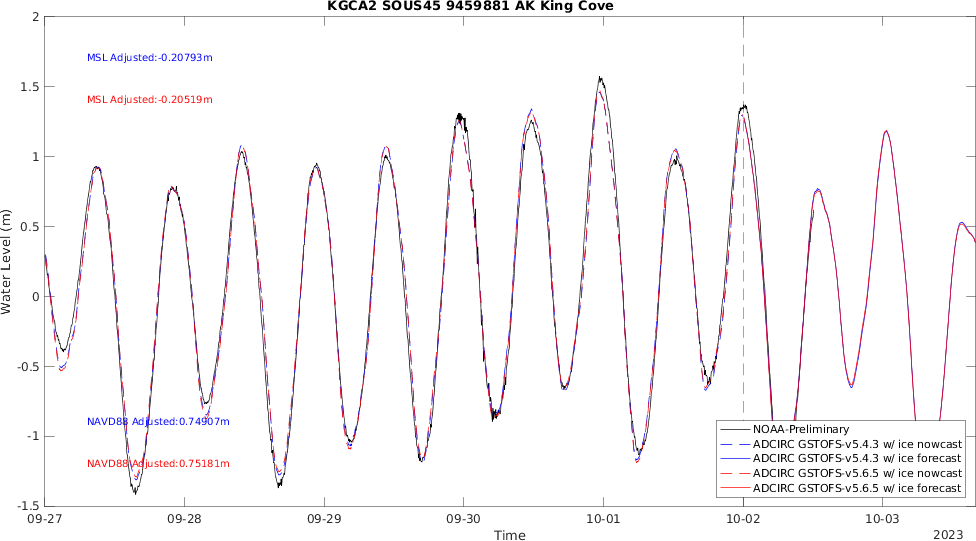 KGCA2 SOUS45 9459881 AK King Cove
2
1.5
1
0.5
0
-0.5
-1
-1.5
Water Level (m)
MSL Adjusted:-0.20793m
MSL Adjusted:-0.20519m
NAVD88 Adjusted:0.74907m
NAVD88 Adjusted:0.75181m
NOAA-Preliminary
ADCIRC GSTOFS-v5.4.3 w/ ice nowcast
ADCIRC GSTOFS-v5.4.3 w/ ice forecast
ADCIRC GSTOFS-v5.6.5 w/ ice nowcast
ADCIRC GSTOFS-v5.6.5 w/ ice forecast
09-27 09-28 09-29 09-30 10-01 10-02 10-03
Time
2023